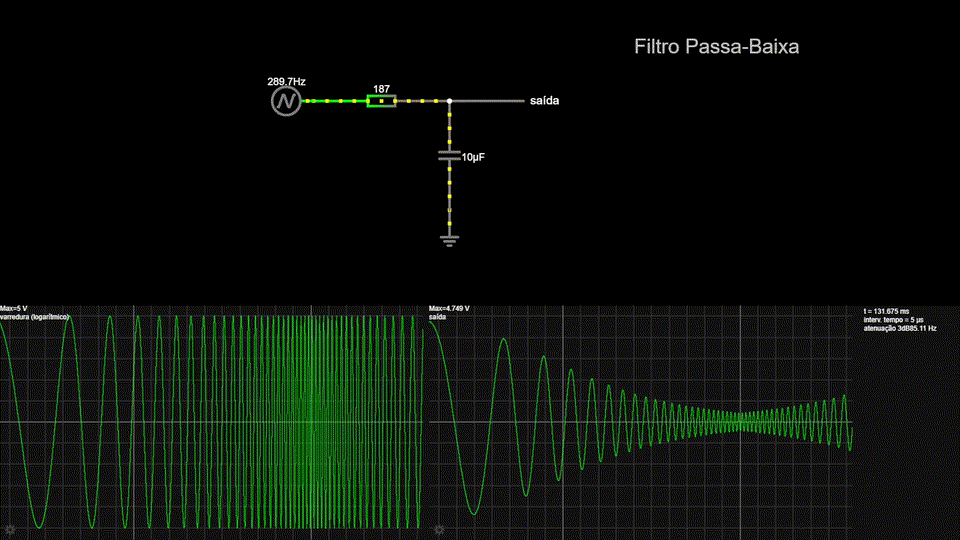 Filtro Passa-Baixa
289.7Hz
187
saída
10µF
Max=5 V
varredura (logarítmico)
Max=4.749 V
saída
t = 131.675 ms
interv. tempo = 5 µs
atenuação 3dB85.11 Hz